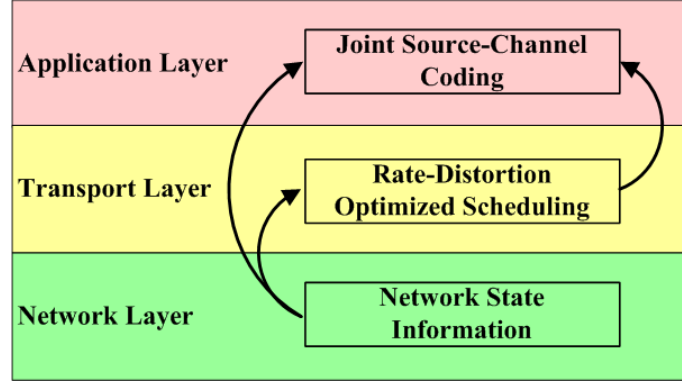 Application Layer
Joint Source-Channel
Coding
Transport Layer
Rate-Distortion
Optimized Scheduling
Network Layer
Network State
Information